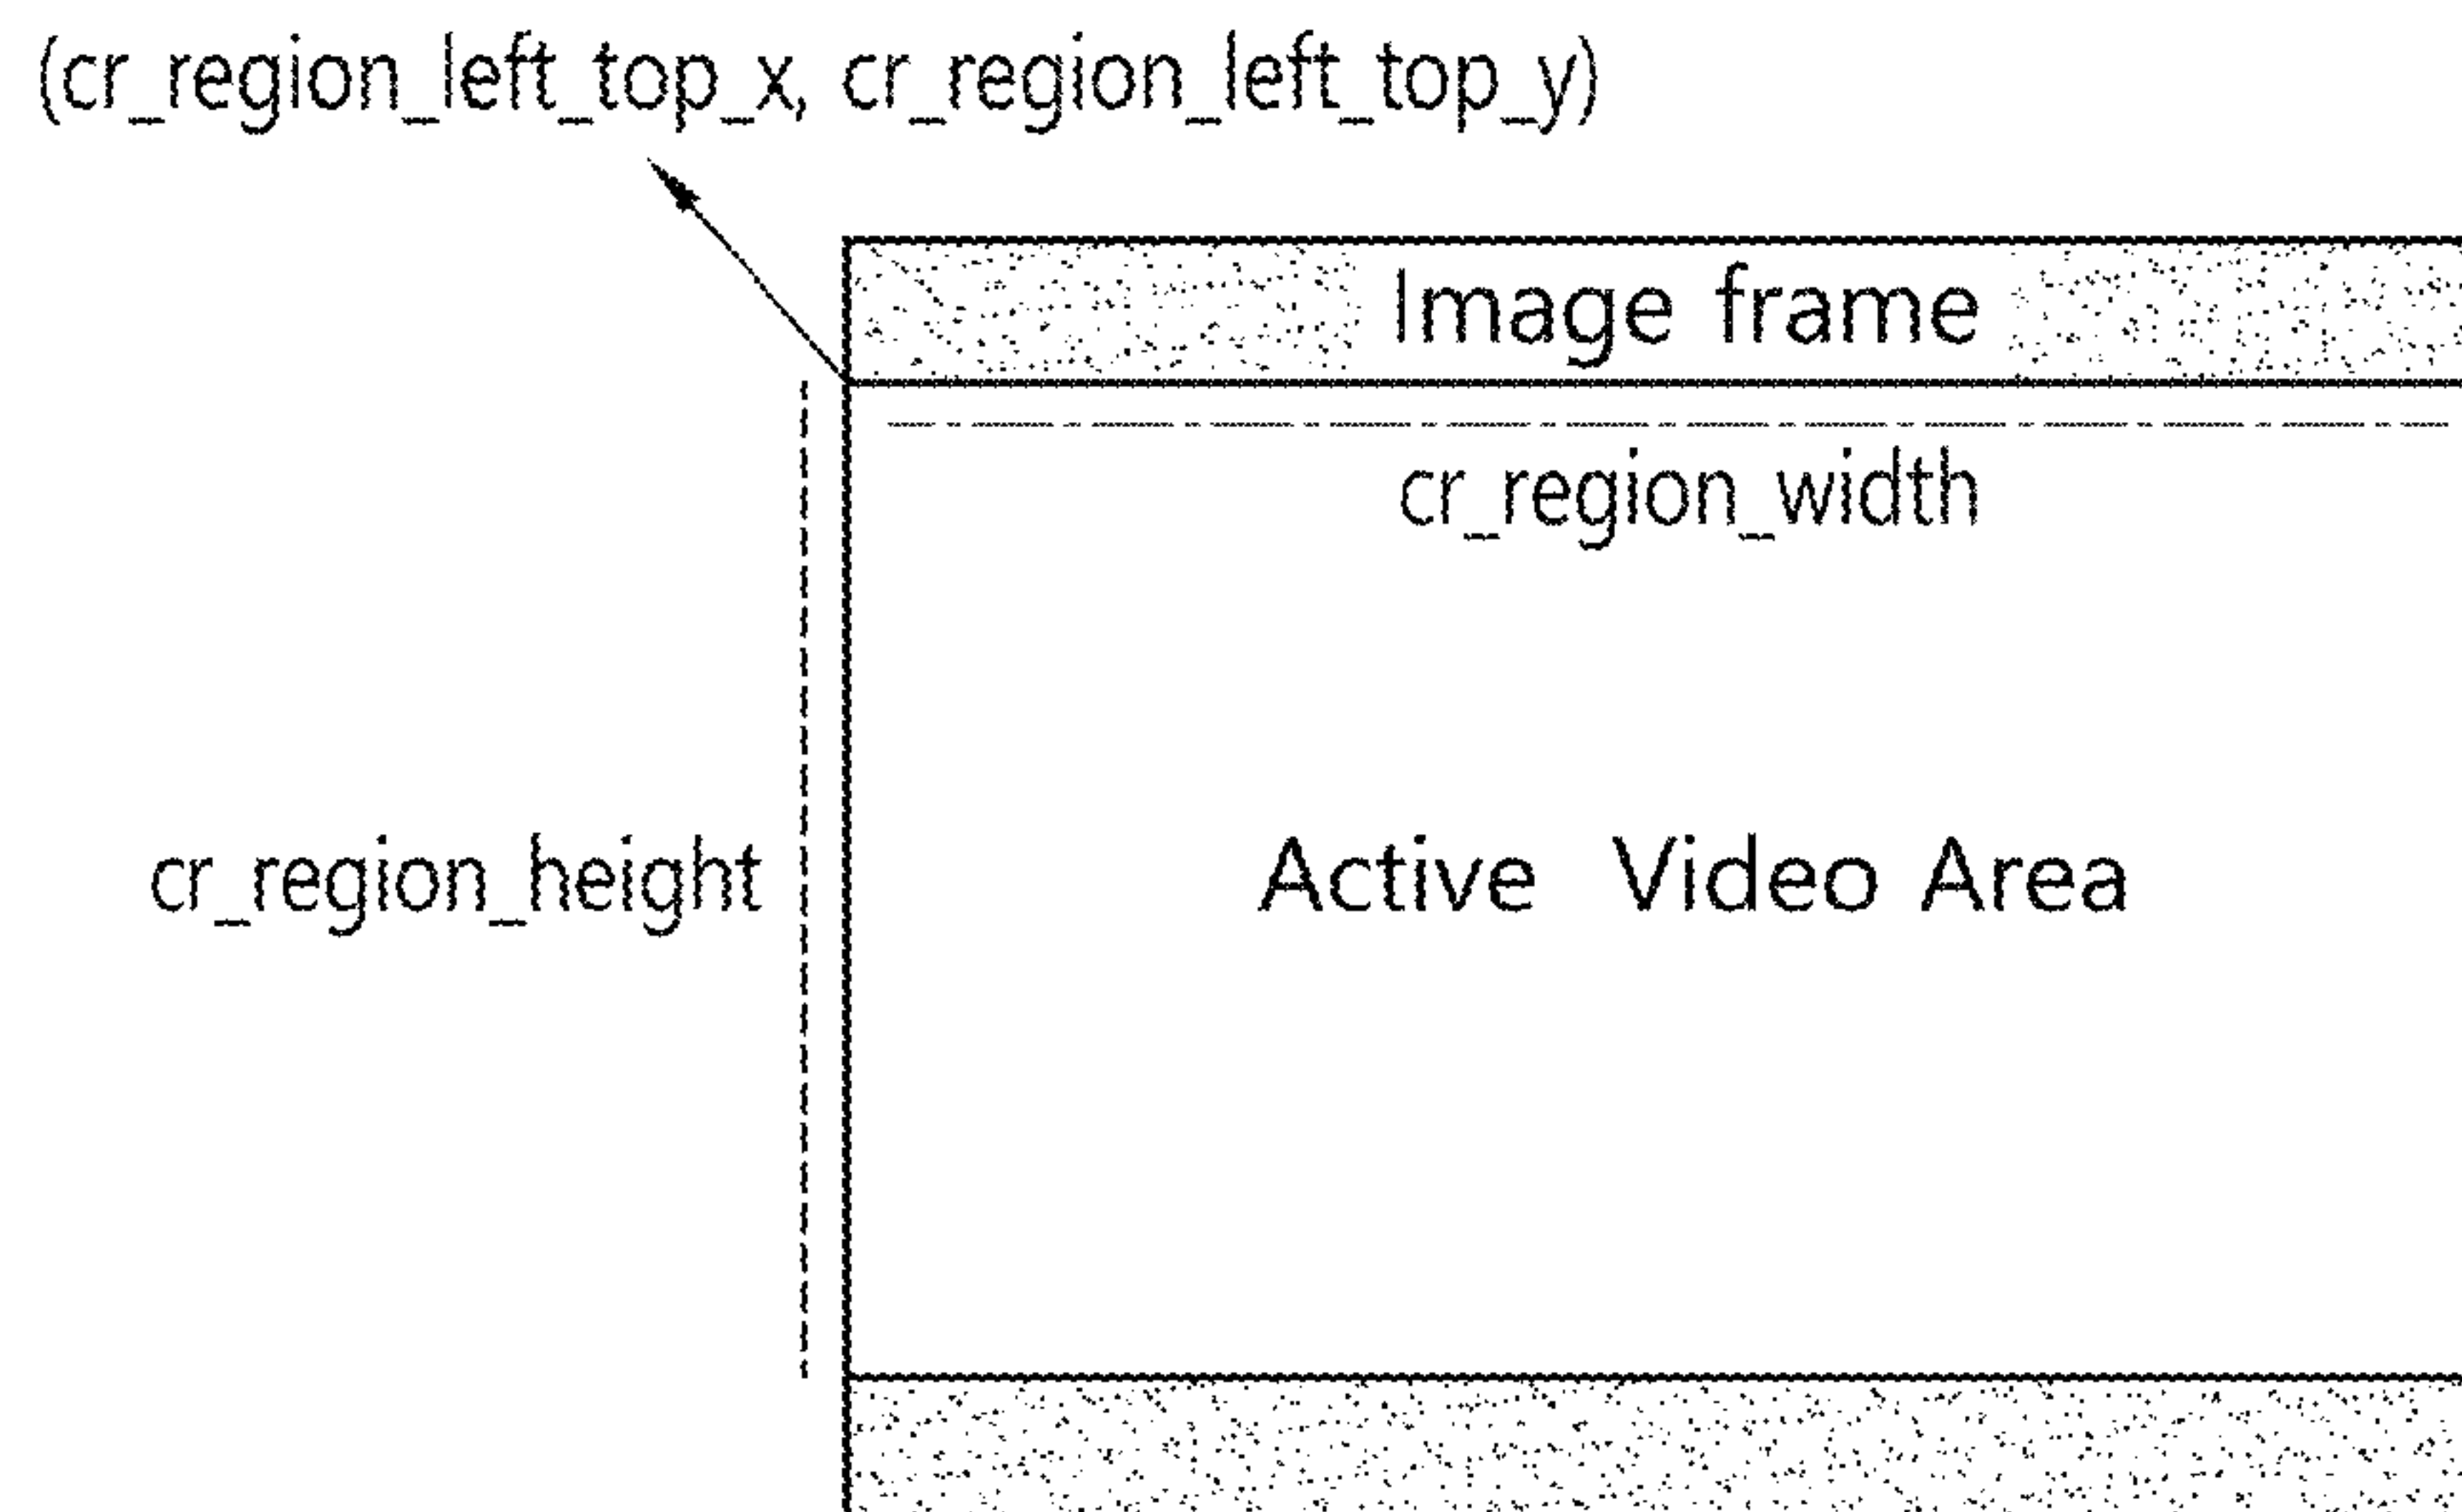 (cr_region_left_top_x, cr_region_left_top_y)
Image frame
cr_region_width
cr_region_height
Active Video Area